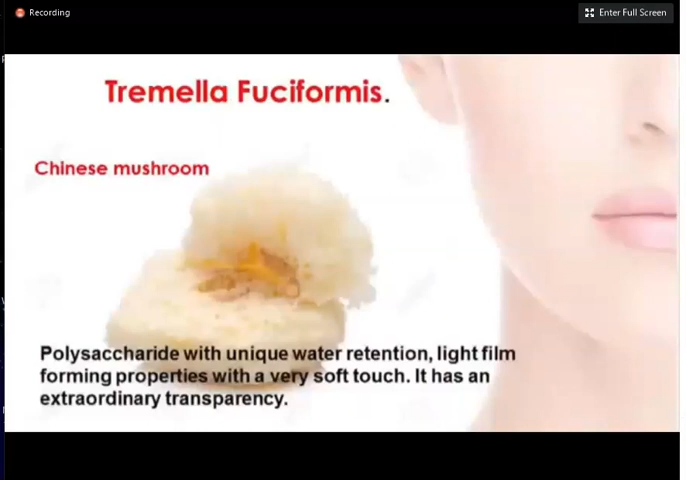 Recording
Enter Full Screen
Tremella Fuciformis.
Chinese mushroom
Polysaccharide with unique water retention, light film
forming properties with a very soft touch. It has an
extraordinary transparency.